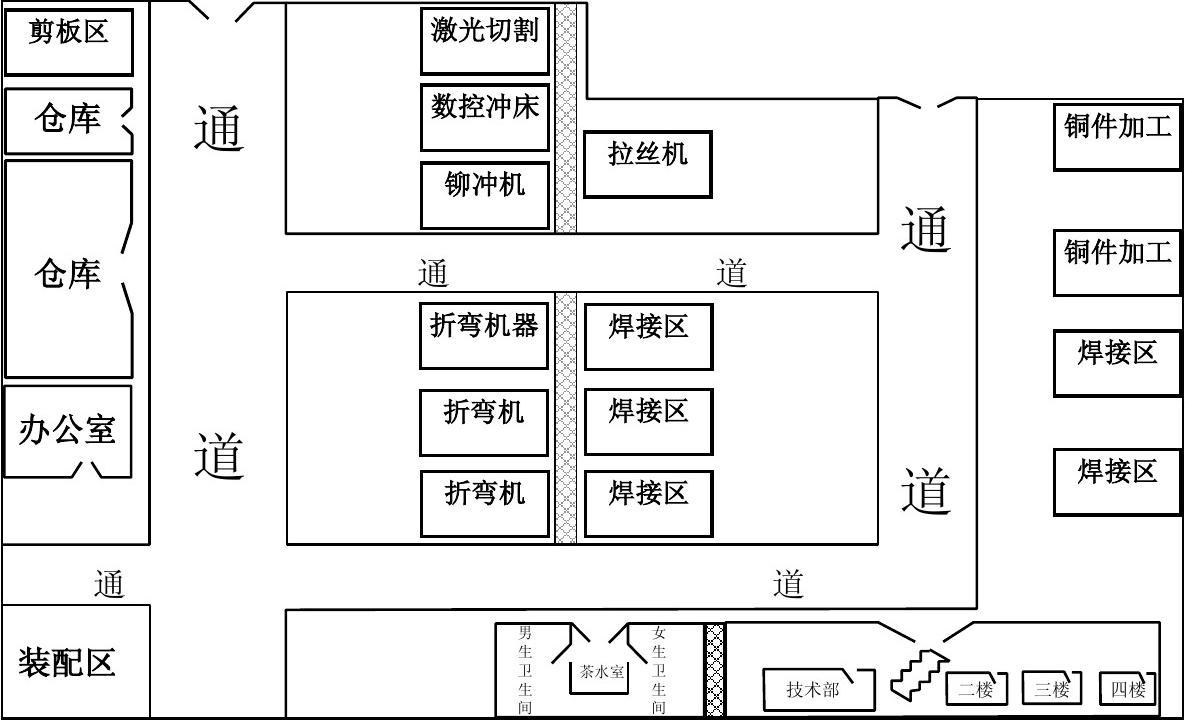 剪板区
仓库
仓库
办公室
通
道
激光切割
数控冲床
铆冲机
拉丝机
通
道
铜件加工
铜件加工
焊接区
焊接区
通
道
折弯机器
折弯机
折弯机
焊接区
焊接区
焊接区
通
道
装配区
男生卫生间
茶水室
女生卫生间
技术部
二楼
三楼
四楼